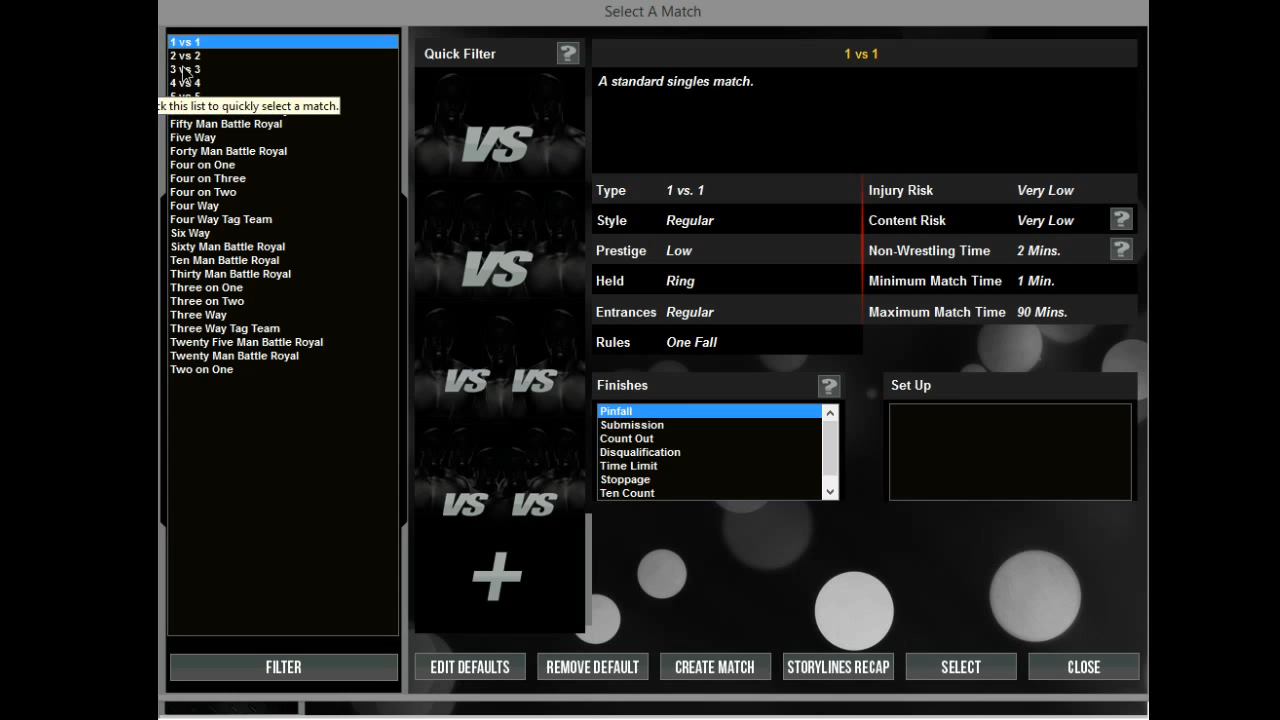 Select A Match
1 vs 1
2 vs 2
3 vs 3
4 vs 4
ck this list to quickly select a match.
Fifty Man Battle Royal
Five Way
Forty Man Battle Royal
Four on One
Four on Three
Four on Two
Four Way
Four Way Tag Team
Six Way
Sixty Man Battle Royal
Ten Man Battle Royal
Thirty Man Battle Royal
Three on One
Three on Two
Three Way
Three Way Tag Team
Twenty Five Man Battle Royal
Twenty Man Battle Royal
Two on One
FILTER
Quick Filter ?
VS
VS
VS VS
VS VS
+
1 vs 1
A standard singles match.
Type 1 vs. 1
Style Regular
Prestige Low
Held Ring
Entrances Regular
Rules One Fall
Injury Risk Very Low
Content Risk Very Low ?
Non-Wrestling Time 2 Mins. ?
Minimum Match Time 1 Min.
Maximum Match Time 90 Mins.
Finishes ?
Pinfall
Submission
Count Out
Disqualification
Time Limit
Stoppage
Ten Count
Set Up
EDIT DEFAULTS REMOVE DEFAULT CREATE MATCH STORYLINES RECAP SELECT CLOSE